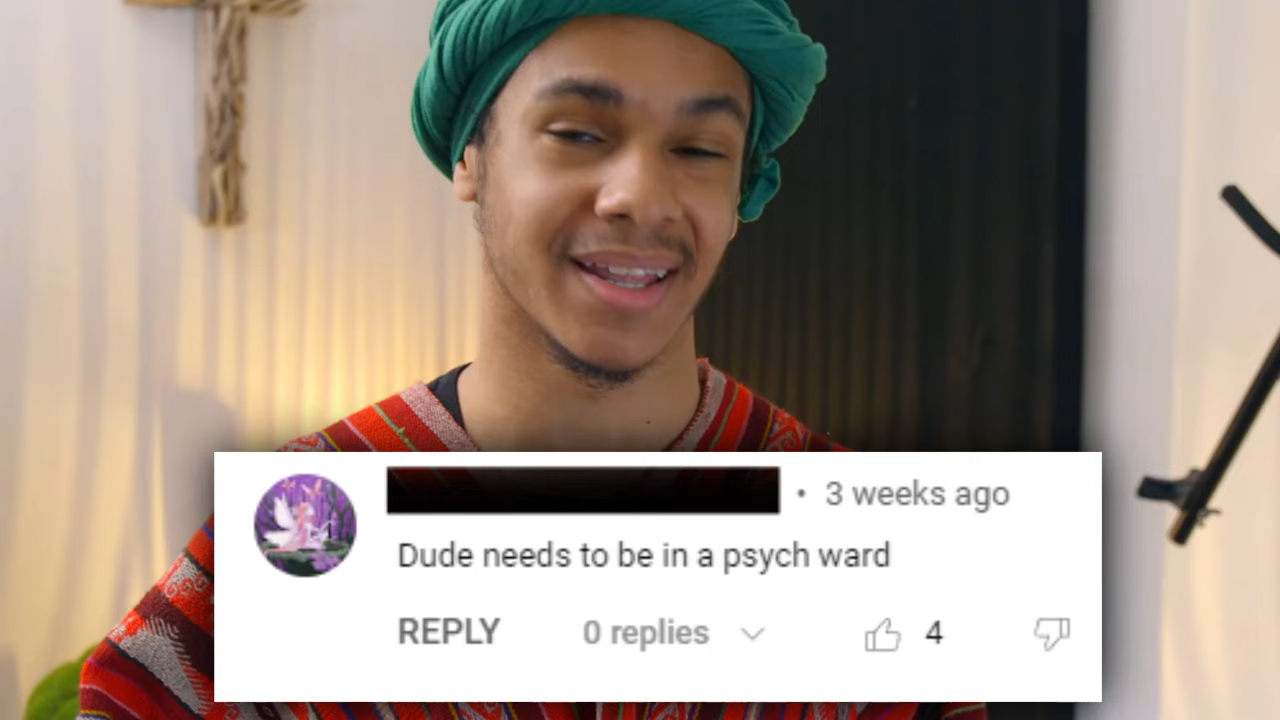 • 3 weeks ago
Dude needs to be in a psych ward
REPLY 0 replies 4